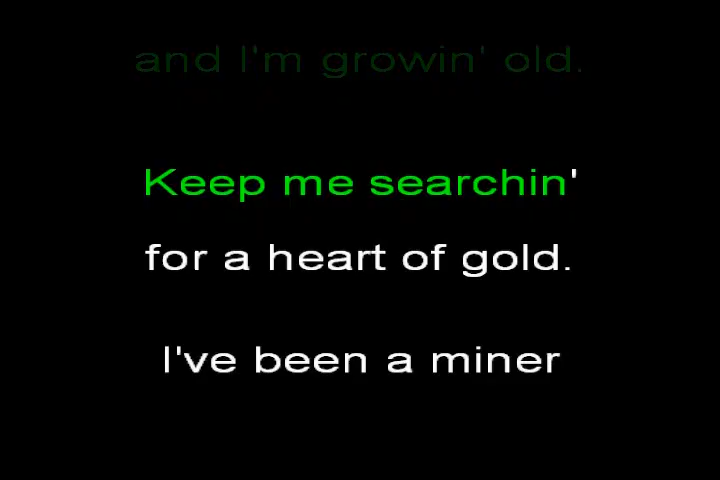 and I'm growin' old.
Keep me searchin'
for a heart of gold.
I've been a miner